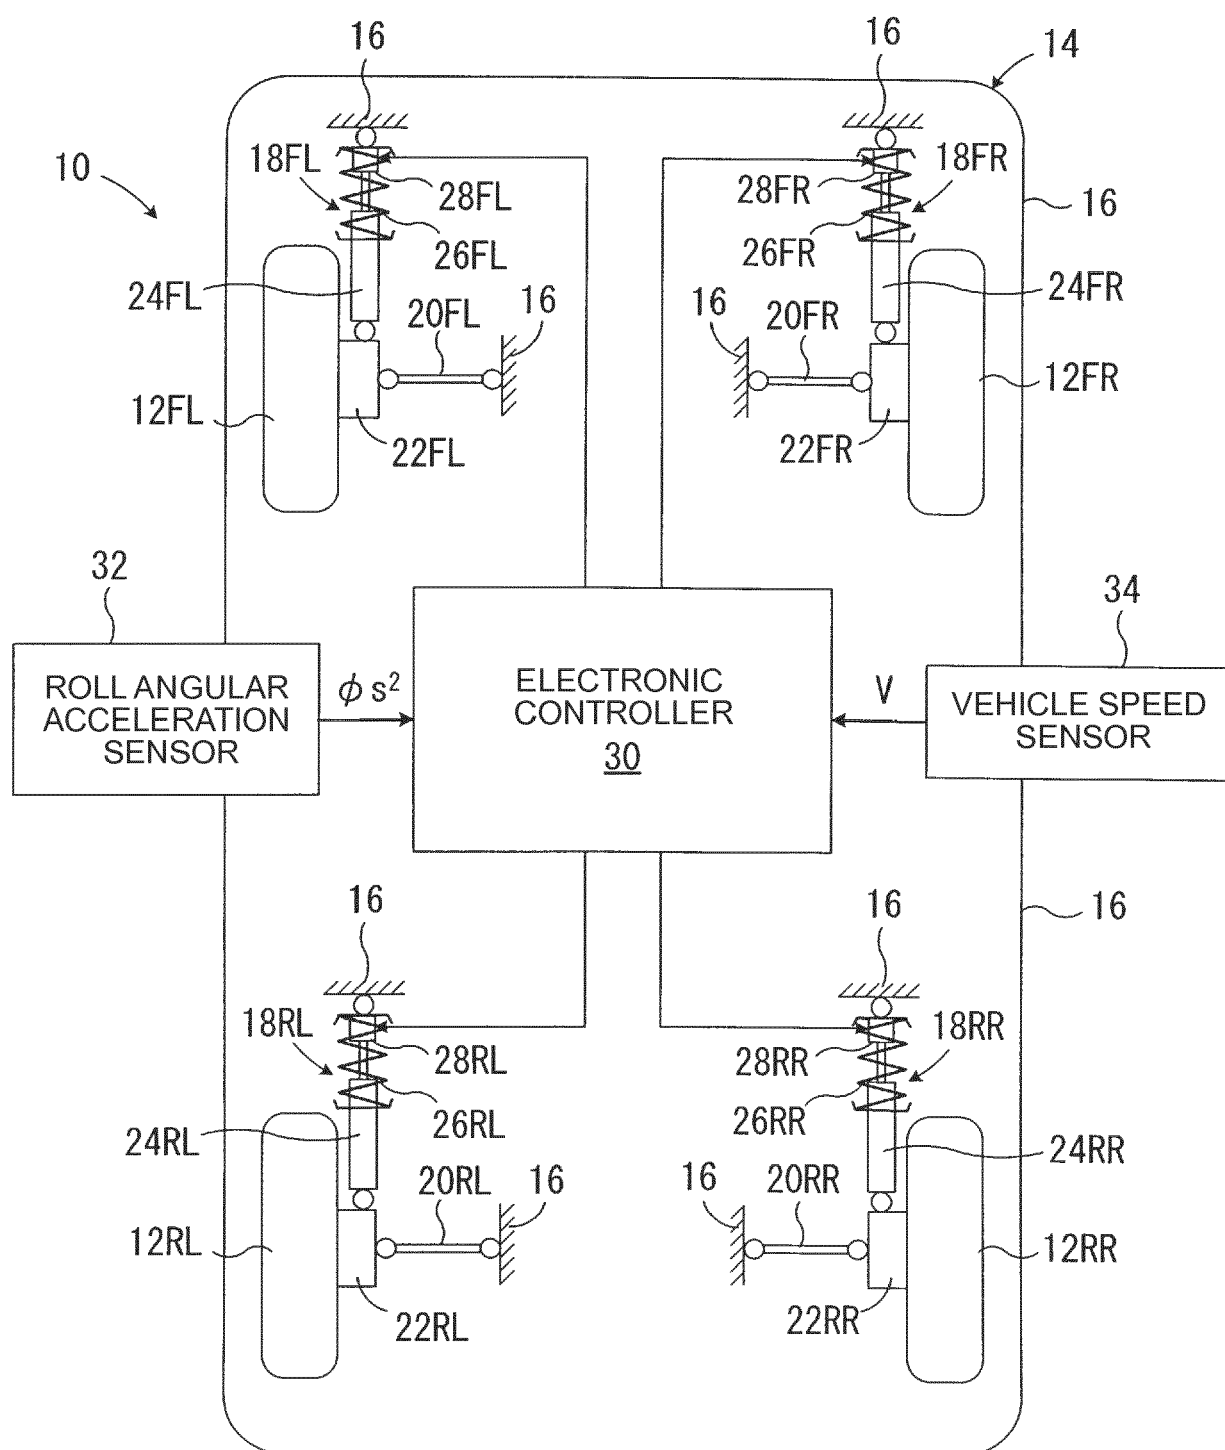 16
16
14
10
18FL
28FL
28FR
18FR
16
26FL
26FR
24FL
20FL
16
16
20FR
24FR
12FL
22FL
22FR
12FR
32
34
ROLL ANGULAR
ACCELERATION
SENSOR
ϕ s²
ELECTRONIC
CONTROLLER
30
V
VEHICLE SPEED
SENSOR
16
16
16
18RL
28RL
28RR
18RR
26RL
26RR
24RL
20RL
16
16
20RR
24RR
12RL
22RL
22RR
12RR